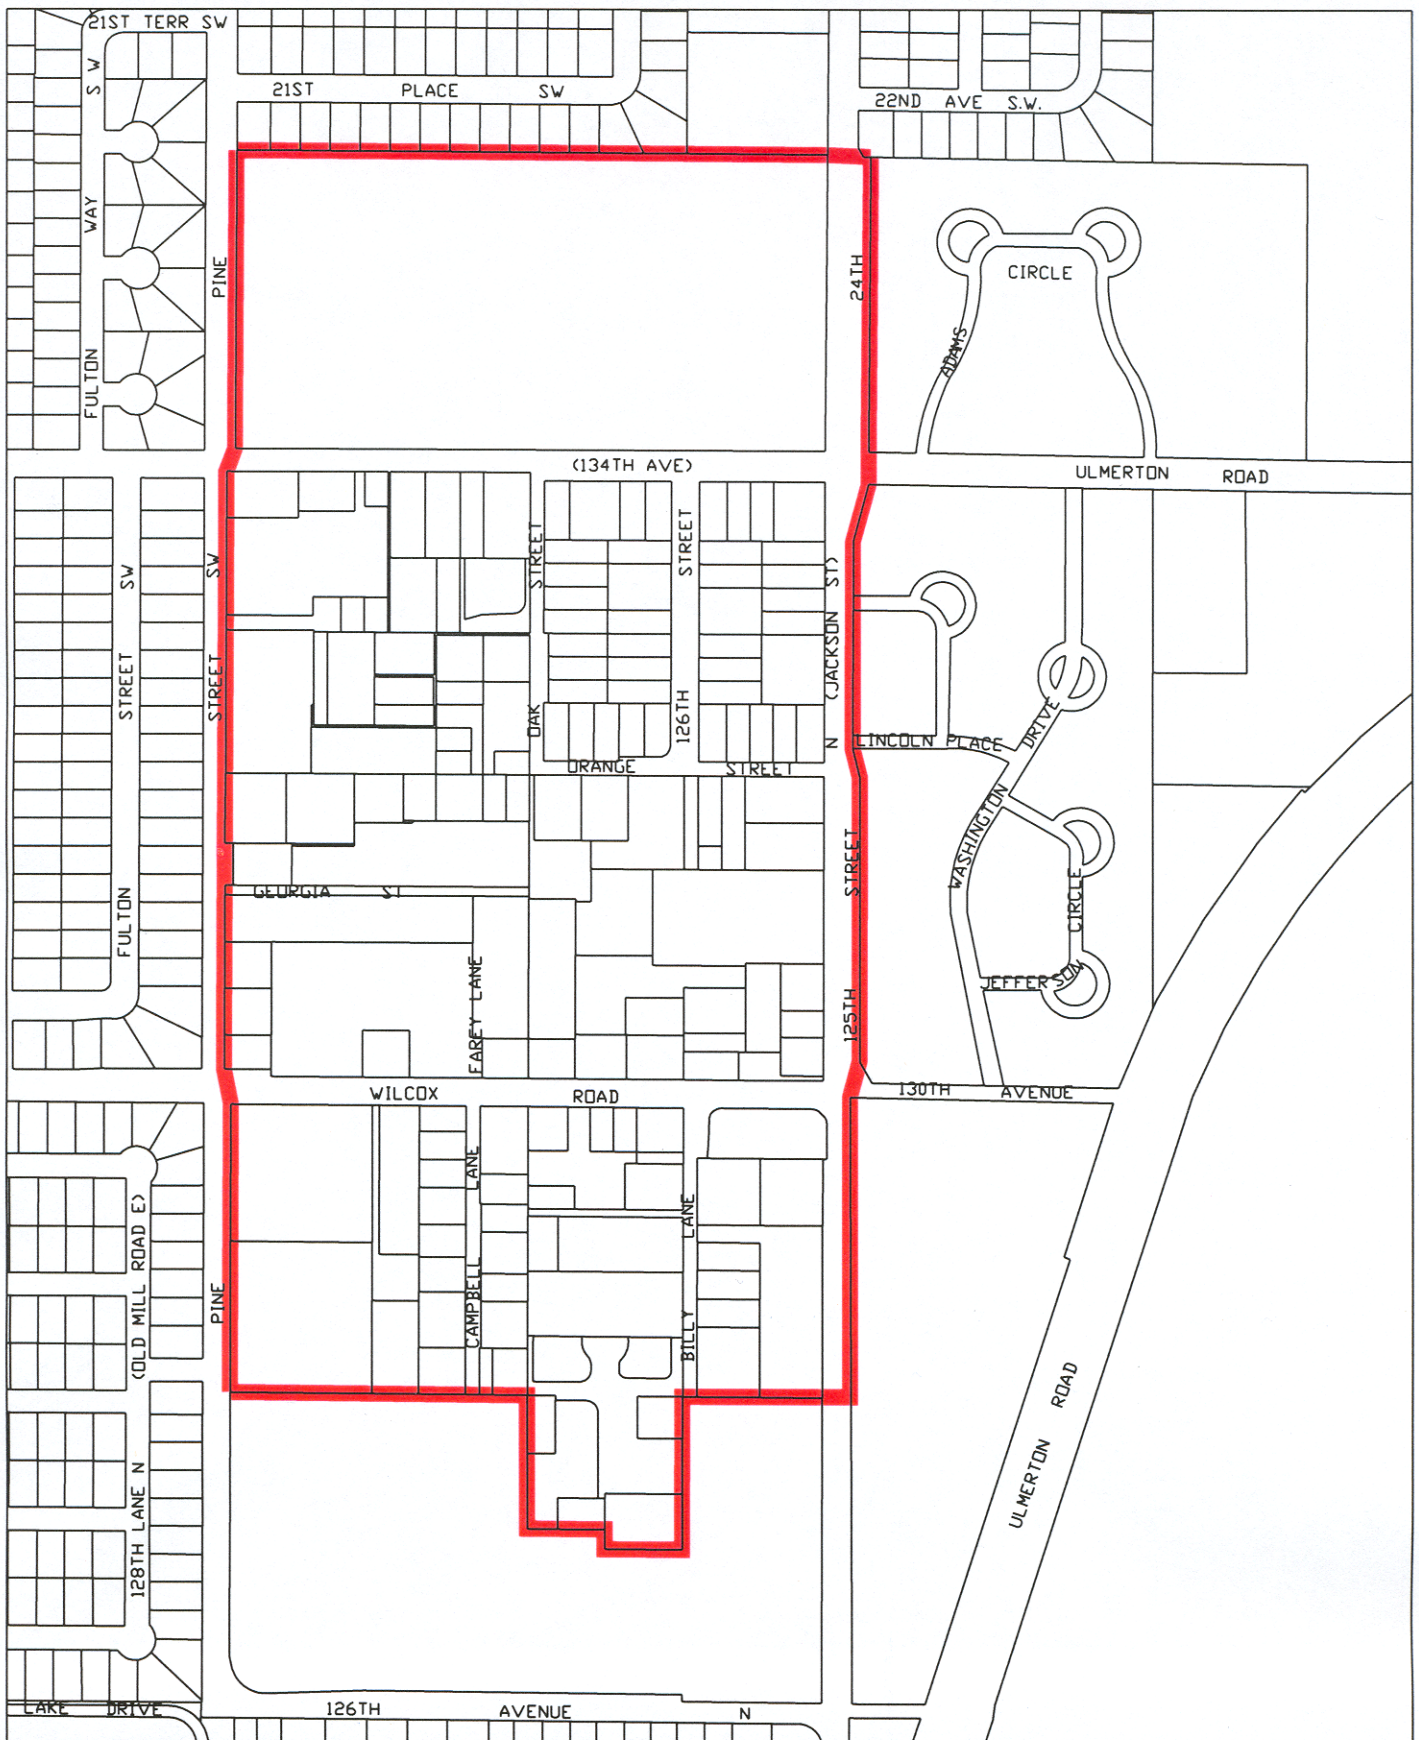 21ST TERR SW
21ST PLACE SW
22ND AVE S.W.
FULTON WAY S W
PINE
24TH
ADAMS
CIRCLE
(134TH AVE)
ULMERTON ROAD
STREET SW
OAK STREET
126TH STREET
(JACKSON ST)
FULTON STREET SW
N
LINCOLN PLACE
DRIVE
ORANGE STREET
WASHINGTON
125TH STREET
GEORGIA ST
FAREY LANE
CIRCLE
JEFFERSON
WILCOX ROAD
130TH AVENUE
(OLD MILL ROAD E)
128TH LANE N
PINE
CAMPBELL LANE
BILLY LANE
ULMERTON ROAD
LAKE DRIVE
126TH AVENUE N